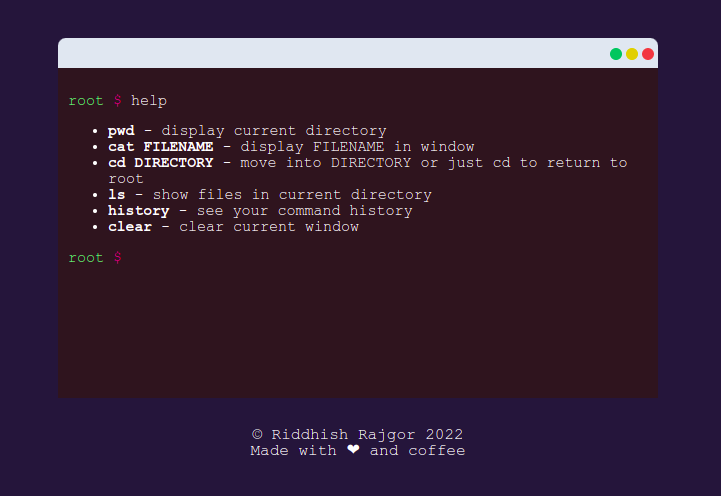 root $ help
• pwd - display current directory
• cat FILENAME - display FILENAME in window
• cd DIRECTORY - move into DIRECTORY or just cd to return to
root
• ls - show files in current directory
• history - see your command history
• clear - clear current window
root $
© Riddhish Rajgor 2022
Made with ❤ and coffee